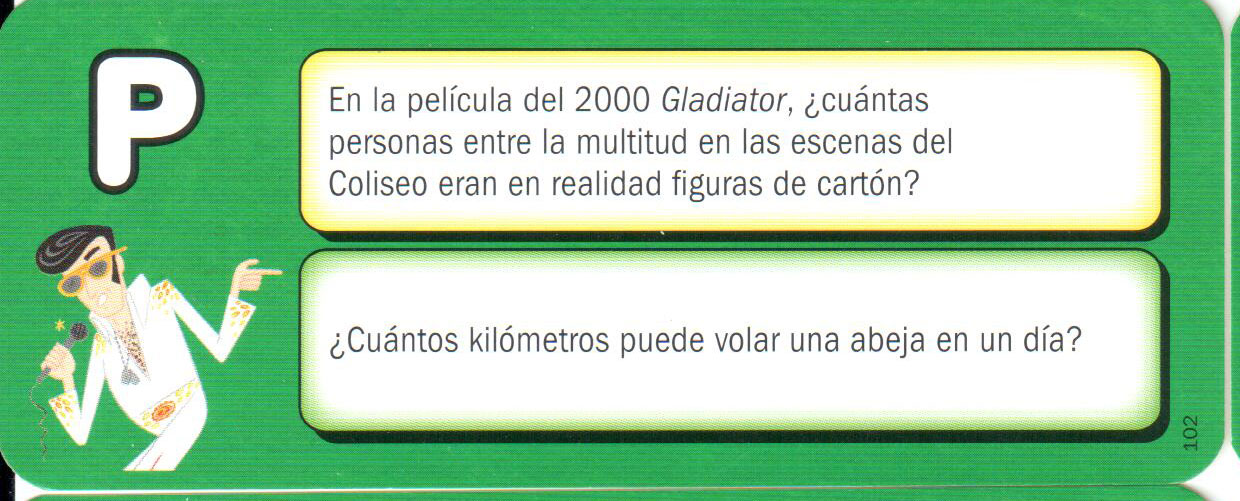 P
En la película del 2000 Gladiator, ¿cuántas
personas entre la multitud en las escenas del
Coliseo eran en realidad figuras de cartón?
¿Cuántos kilómetros puede volar una abeja en un día?
102